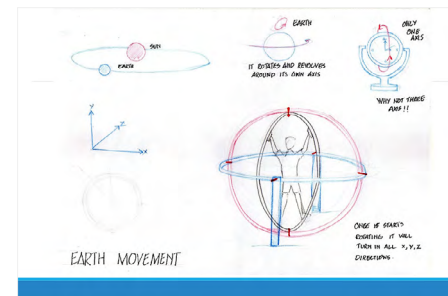 EARTH
SUN
EARTH
IT ROTATES AND REVOLVES
AROUND ITS OWN AXIS
ONLY
ONE
AXIS
WHY NOT THREE
AXIS!!
Y
Z
X
ONCE IT STARTS
ROTATING IT WILL
TURN IN ALL X, Y, Z
DIRECTIONS.
EARTH MOVEMENT